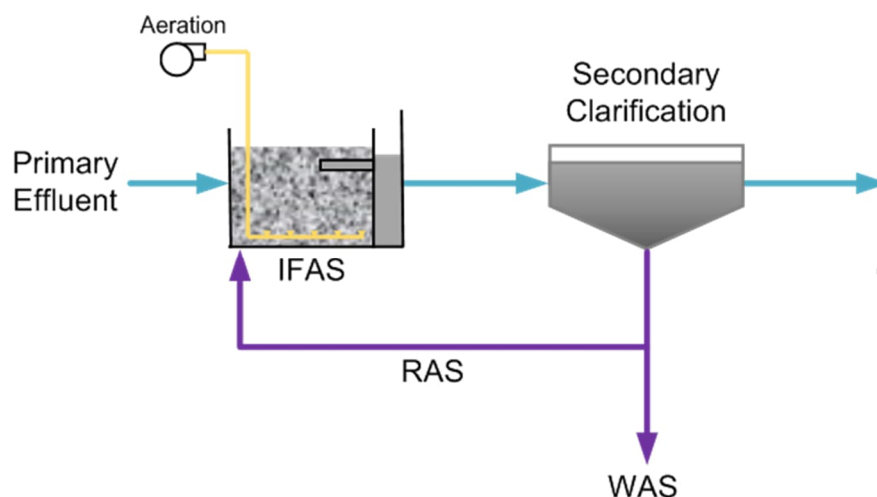 Aeration
Secondary
Clarification
Primary
Effluent
IFAS
RAS
WAS